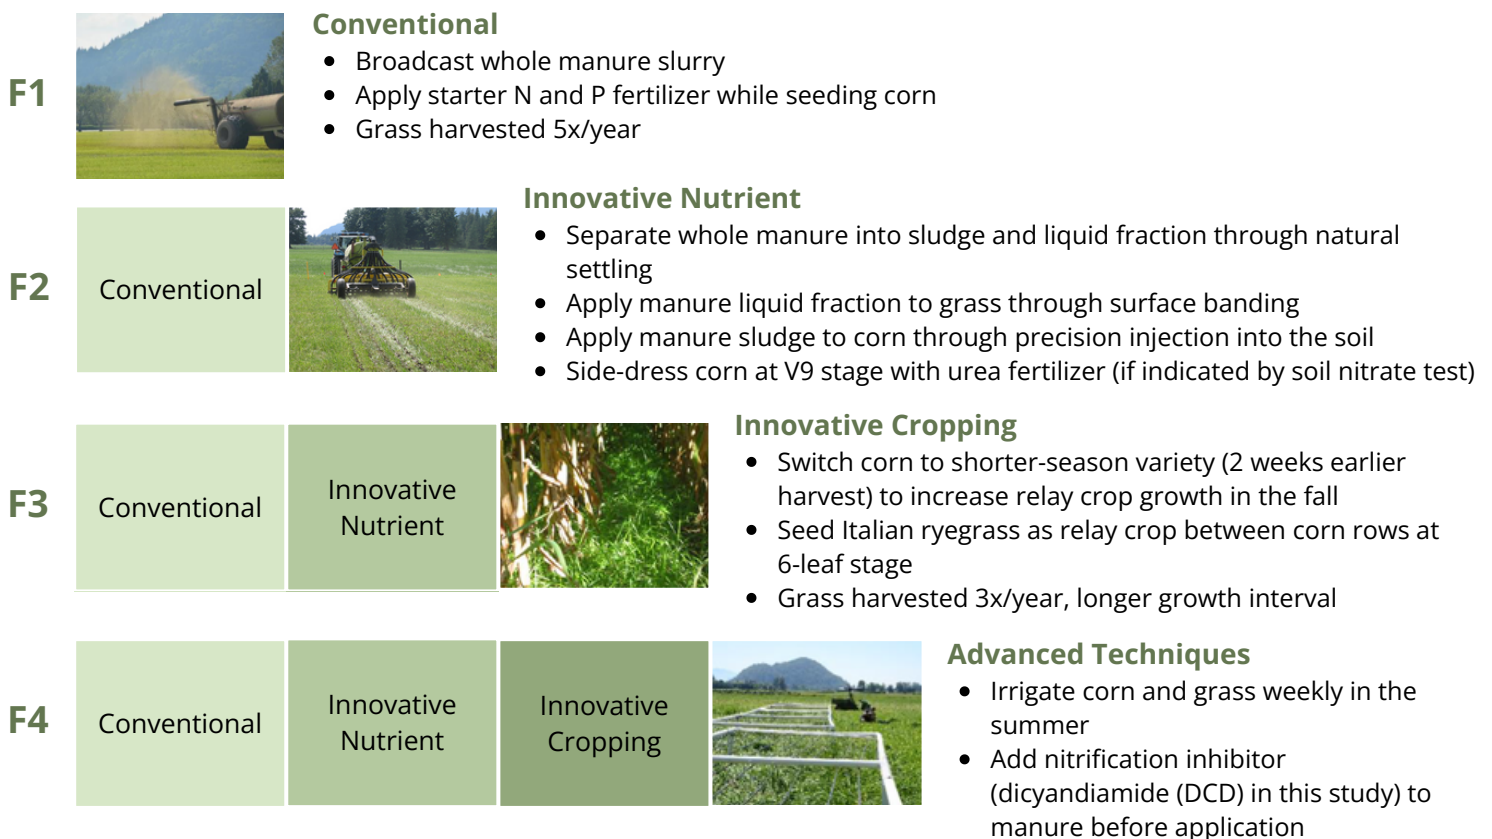 Conventional
• Broadcast whole manure slurry
F1
• Apply starter N and P fertilizer while seeding corn
• Grass harvested 5x/year
Innovative Nutrient
• Separate whole manure into sludge and liquid fraction through natural
settling
F2
Conventional
• Apply manure liquid fraction to grass through surface banding
• Apply manure sludge to corn through precision injection into the soil
• Side-dress corn at V9 stage with urea fertilizer (if indicated by soil nitrate test)
Innovative Cropping
• Switch corn to shorter-season variety (2 weeks earlier
harvest) to increase relay crop growth in the fall
F3
Conventional
Innovative
Nutrient
• Seed Italian ryegrass as relay crop between corn rows at
6-leaf stage
• Grass harvested 3x/year, longer growth interval
Advanced Techniques
• Irrigate corn and grass weekly in the
summer
F4
Conventional
Innovative
Nutrient
Innovative
Cropping
• Add nitrification inhibitor
(dicyandiamide (DCD) in this study) to
manure before application